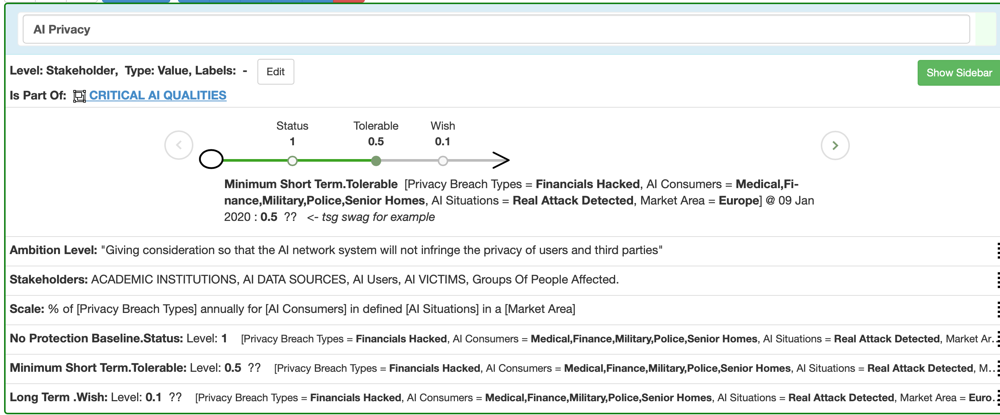 AI Privacy
Level: Stakeholder, Type: Value, Labels: - Edit
Show Sidebar
Is Part Of: CRITICAL AI QUALITIES
Status Tolerable Wish
1 0.5 0.1
Minimum Short Term.Tolerable [Privacy Breach Types = Financials Hacked, AI Consumers = Medical,Fi-
nance,Military,Police,Senior Homes, AI Situations = Real Attack Detected, Market Area = Europe] @ 09 Jan
2020 : 0.5 ?? <- tsg swag for example
Ambition Level: "Giving consideration so that the AI network system will not infringe the privacy of users and third parties"
Stakeholders: ACADEMIC INSTITUTIONS, AI DATA SOURCES, AI Users, AI VICTIMS, Groups Of People Affected.
Scale: % of [Privacy Breach Types] annually for [AI Consumers] in defined [AI Situations] in a [Market Area]
No Protection Baseline.Status: Level: 1 [Privacy Breach Types = Financials Hacked, AI Consumers = Medical,Finance,Military,Police,Senior Homes, AI Situations = Real Attack Detected, Market Ar...
Minimum Short Term.Tolerable: Level: 0.5 ?? [Privacy Breach Types = Financials Hacked, AI Consumers = Medical,Finance,Military,Police,Senior Homes, AI Situations = Real Attack Detected, M...
Long Term .Wish: Level: 0.1 ?? [Privacy Breach Types = Financials Hacked, AI Consumers = Medical,Finance,Military,Police,Senior Homes, AI Situations = Real Attack Detected, Market Area = Euro...